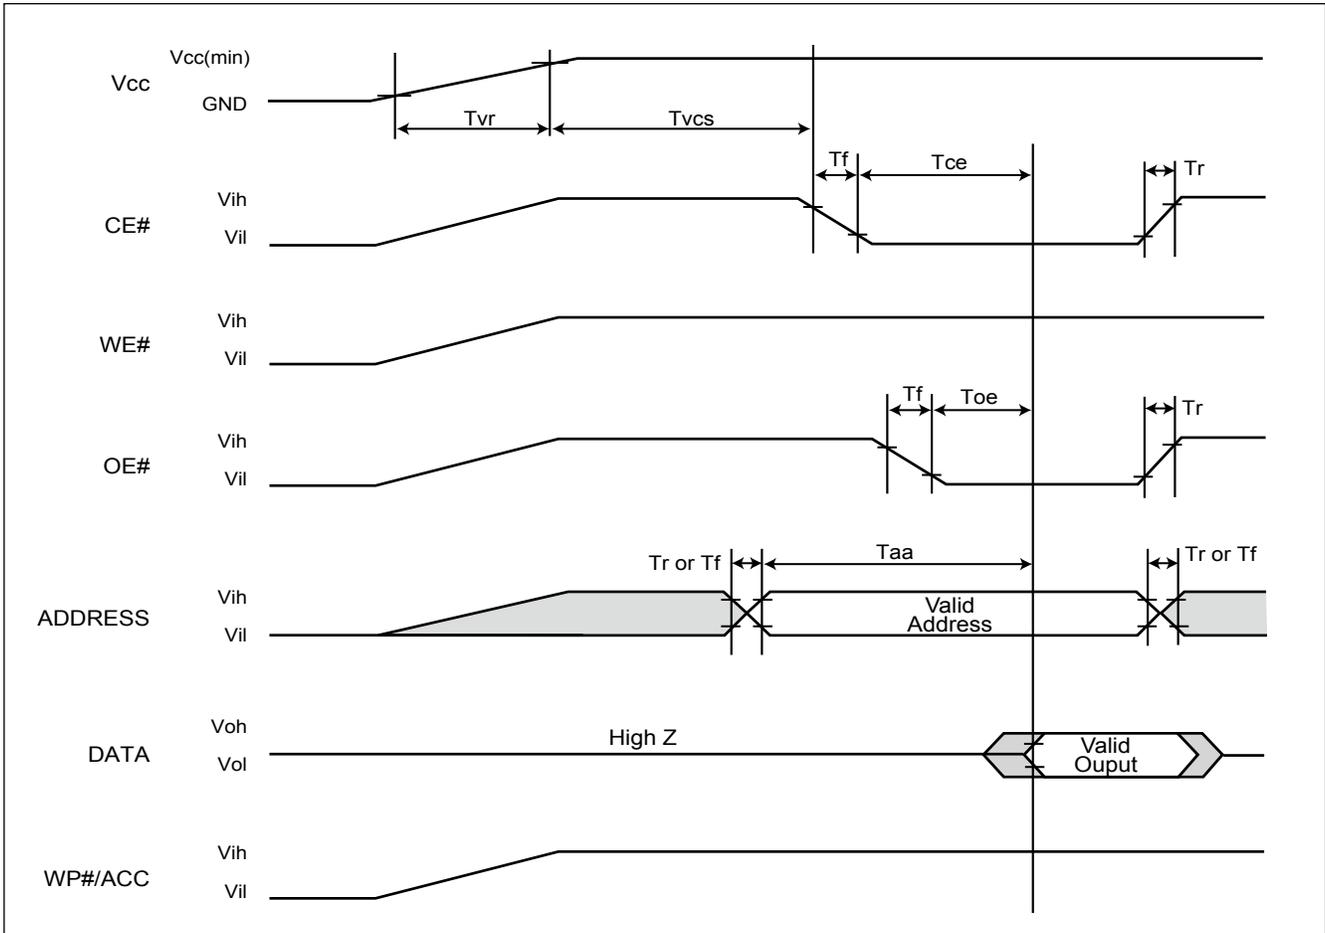 Vcc(min)
Vcc
GND
Tvr
Tvcs
Tf
Tce
Tr
Vih
CE#
Vil
Vih
WE#
Vil
Tf
Toe
Tr
Vih
OE#
Vil
Tr or Tf
Taa
Tr or Tf
Vih
ADDRESS
Vil
Valid
Address
Voh
DATA
Vol
High Z
Valid
Ouput
Vih
WP#/ACC
Vil